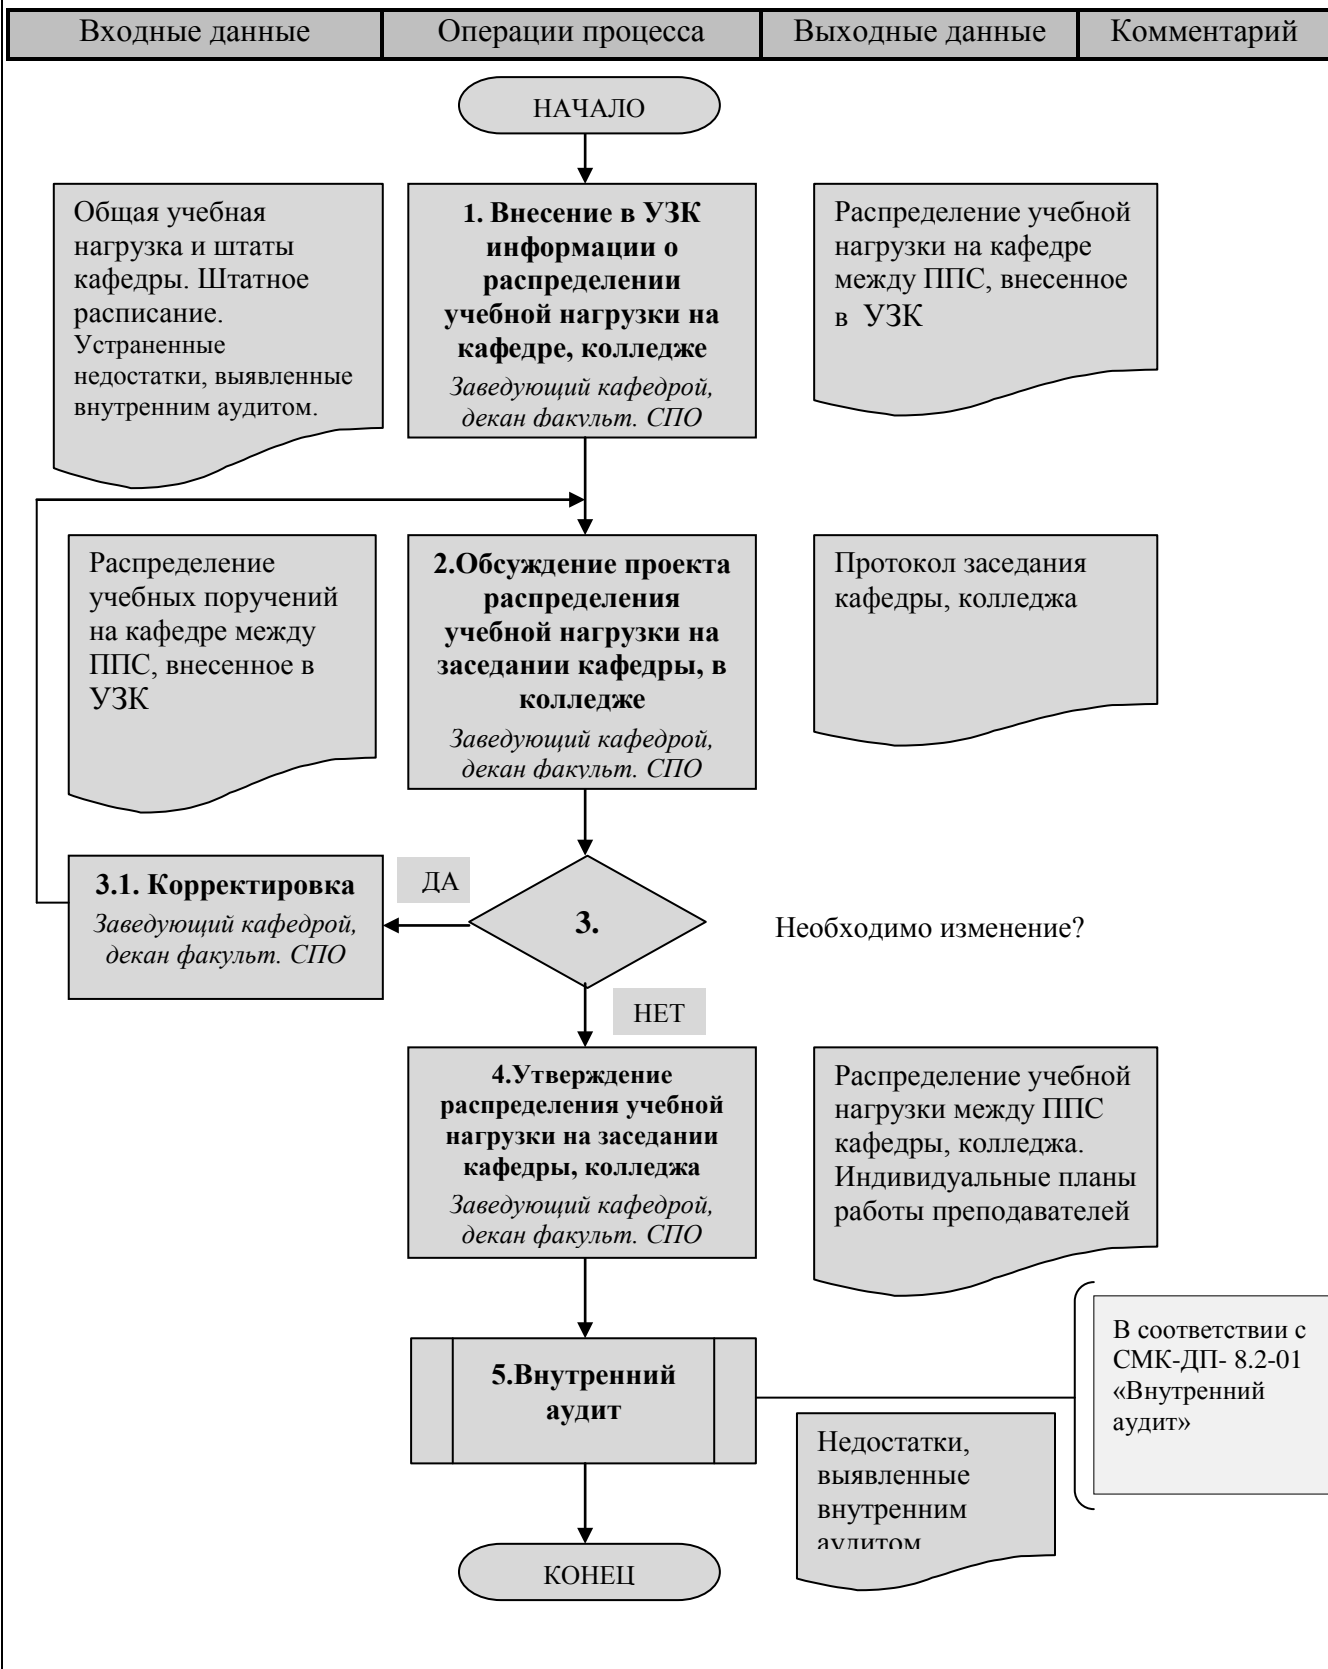 Входные данные
Операции процесса
Выходные данные
Комментарий
НАЧАЛО
Общая учебная
нагрузка и штаты
кафедры. Штатное
расписание.
Устраненные
недостатки, выявленные
внутренним аудитом.
1. Внесение в УЗК
информации о
распределении
учебной нагрузки на
кафедре, колледже
Заведующий кафедрой,
декан факульт. СПО
Распределение учебной
нагрузки на кафедре
между ППС, внесенное
в УЗК
Распределение
учебных поручений
на кафедре между
ППС, внесенное в
УЗК
2.Обсуждение проекта
распределения
учебной нагрузки на
заседании кафедры, в
колледже
Заведующий кафедрой,
декан факульт. СПО
Протокол заседания
кафедры, колледжа
3.1. Корректировка
Заведующий кафедрой,
декан факульт. СПО
ДА
3.
Необходимо изменение?
НЕТ
4.Утверждение
распределения учебной
нагрузки на заседании
кафедры, колледжа
Заведующий кафедрой,
декан факульт. СПО
Распределение учебной
нагрузки между ППС
кафедры, колледжа.
Индивидуальные планы
работы преподавателей
5.Внутренний
аудит
В соответствии с
СМК-ДП- 8.2-01
«Внутренний
аудит»
Недостатки,
выявленные
внутренним
аудитом
КОНЕЦ